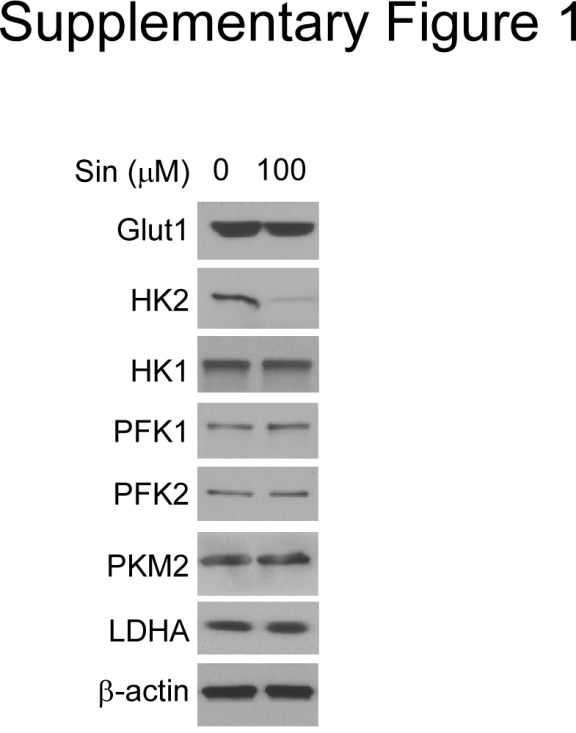 Supplementary Figure 1
Sin (μM) 0 100
Glut1
HK2
HK1
PFK1
PFK2
PKM2
LDHA
β-actin